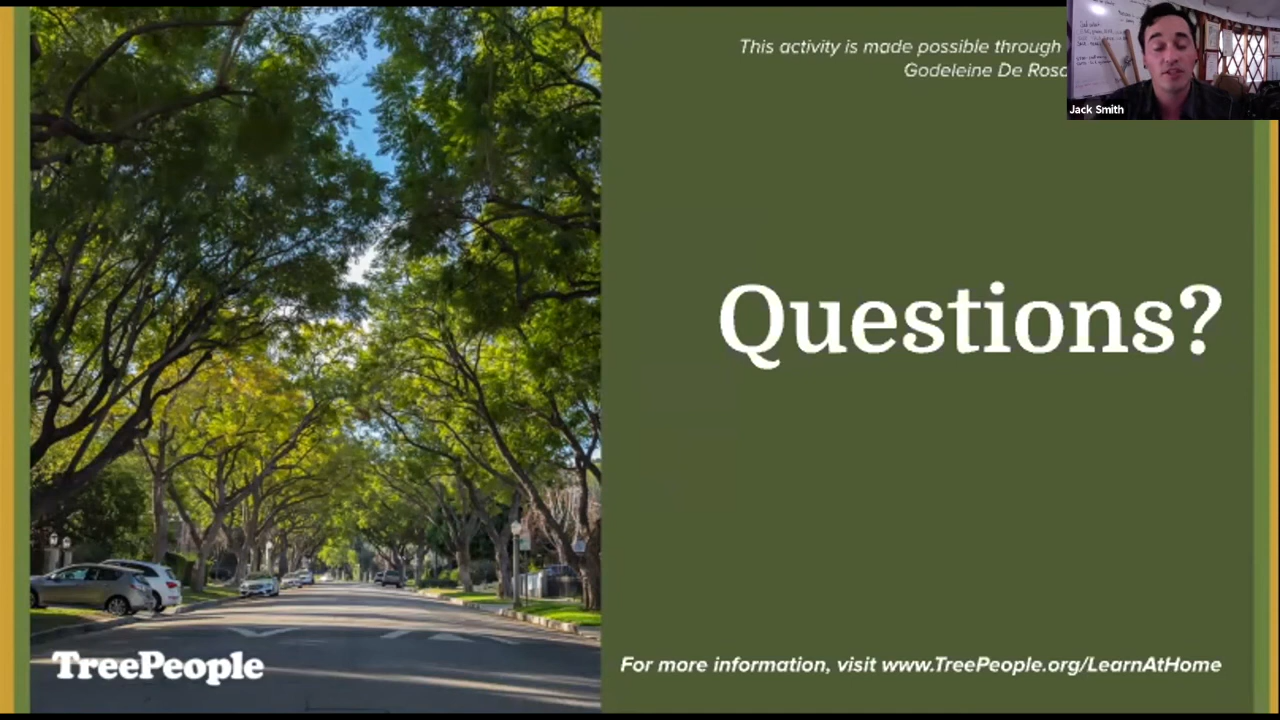 This activity is made possible through
Godeleine De
Jack Smith
Questions?
TreePeople
For more information, visit www.TreePeople.org/LearnAtHome